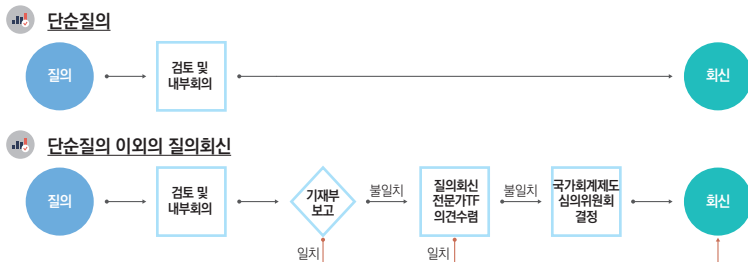 단순질의
질의
검토 및
내부회의
회신
단순질의 이외의 질의회신
질의
검토 및
내부회의
기재부
보고
불일치
질의회신
전문가TF
의견수렴
불일치
국가회계제도
심의위원회
결정
회신
일치
일치